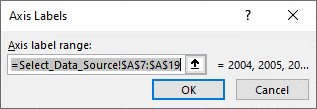 Axis Labels
Axis label range:
=Select_Data_Source!$A$7:$A$19 = 2004, 2005, 20...
OK Cancel